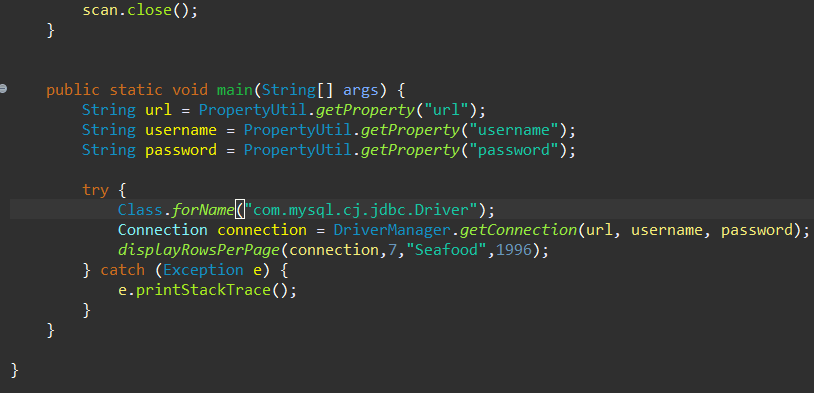 scan.close();
}
public static void main(String[] args) {
String url = PropertyUtil.getProperty("url");
String username = PropertyUtil.getProperty("username");
String password = PropertyUtil.getProperty("password");
try {
Class.forName("com.mysql.cj.jdbc.Driver");
Connection connection = DriverManager.getConnection(url, username, password);
displayRowsPerPage(connection,7,"Seafood",1996);
} catch (Exception e) {
e.printStackTrace();
}
}
}